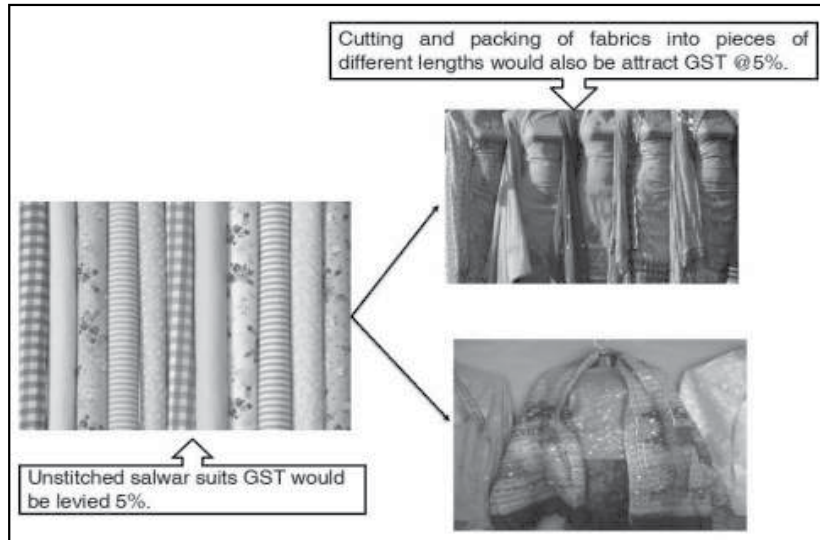 Cutting and packing of fabrics into pieces of
different lengths would also be attract GST @5%.
Unstitched salwar suits GST would
be levied 5%.